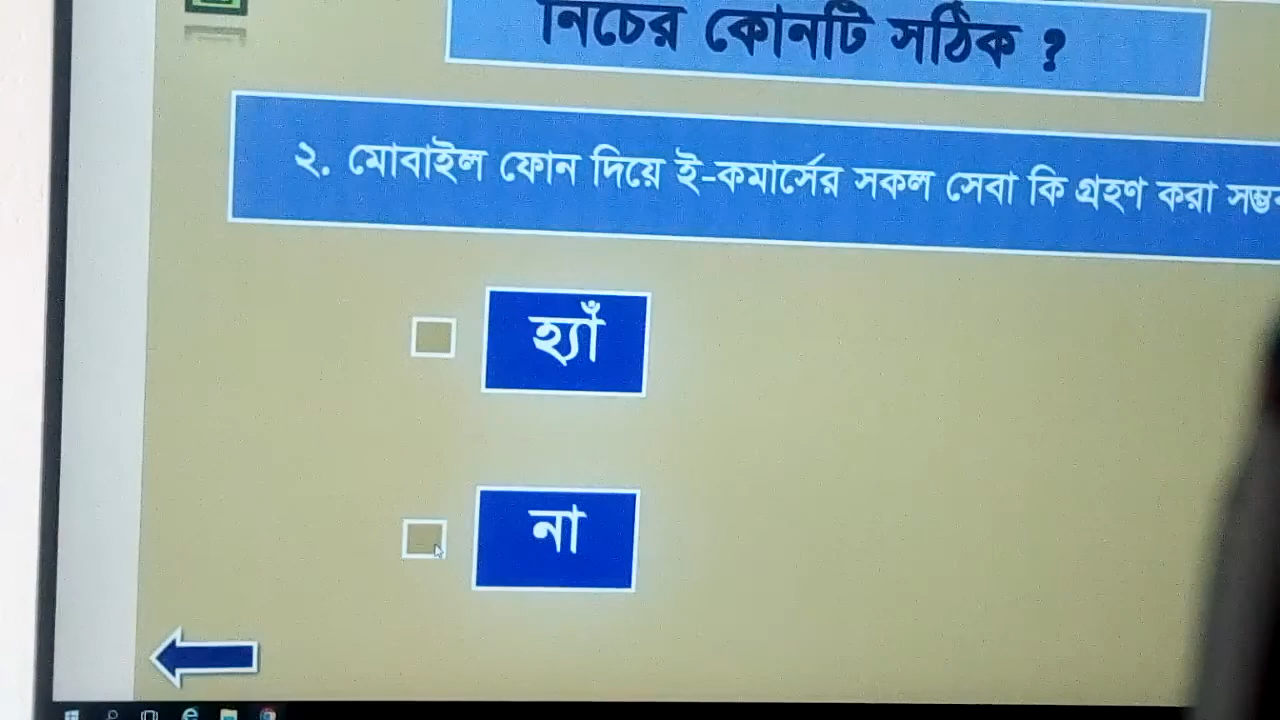 নিচের কোনটি সঠিক ?
২. মোবাইল ফোন দিয়ে ই-কমার্সের সকল সেবা কি গ্রহণ করা
হ্যাঁ
না